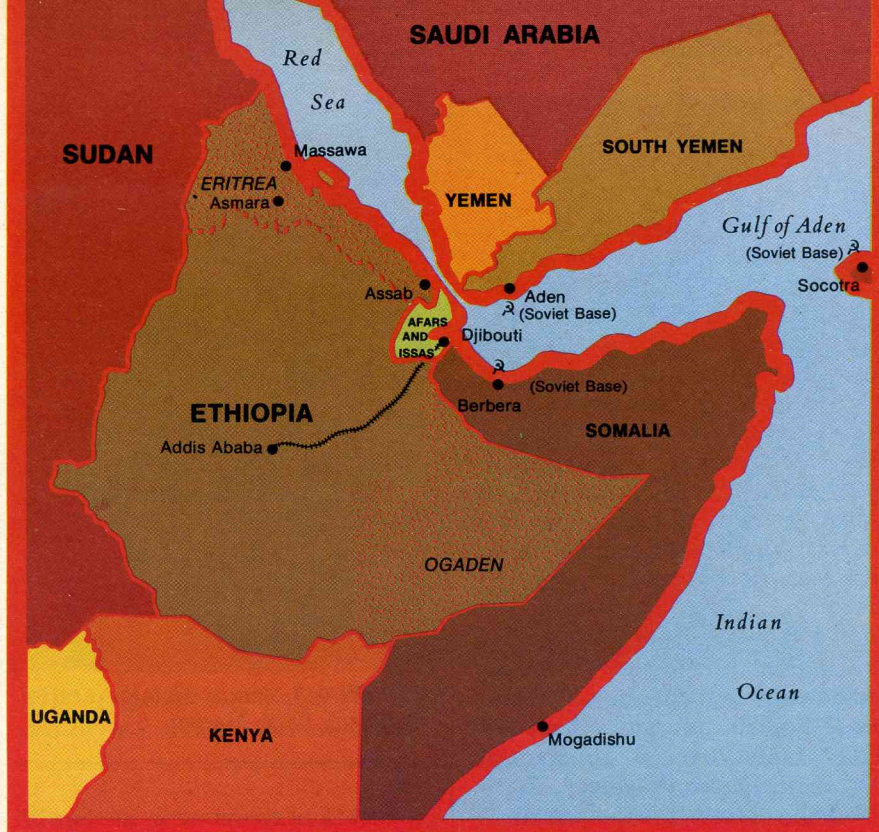 SAUDI ARABIA
Red
Sea
SUDAN
Massawa
SOUTH YEMEN
ERITREA
Asmara
YEMEN
Gulf of Aden
(Soviet Base)
Socotra
Assab
Aden
(Soviet Base)
AFARS
AND
ISSAS
Djibouti
(Soviet Base)
Berbera
ETHIOPIA
SOMALIA
Addis Ababa
OGADEN
Indian
Ocean
UGANDA
KENYA
Mogadishu